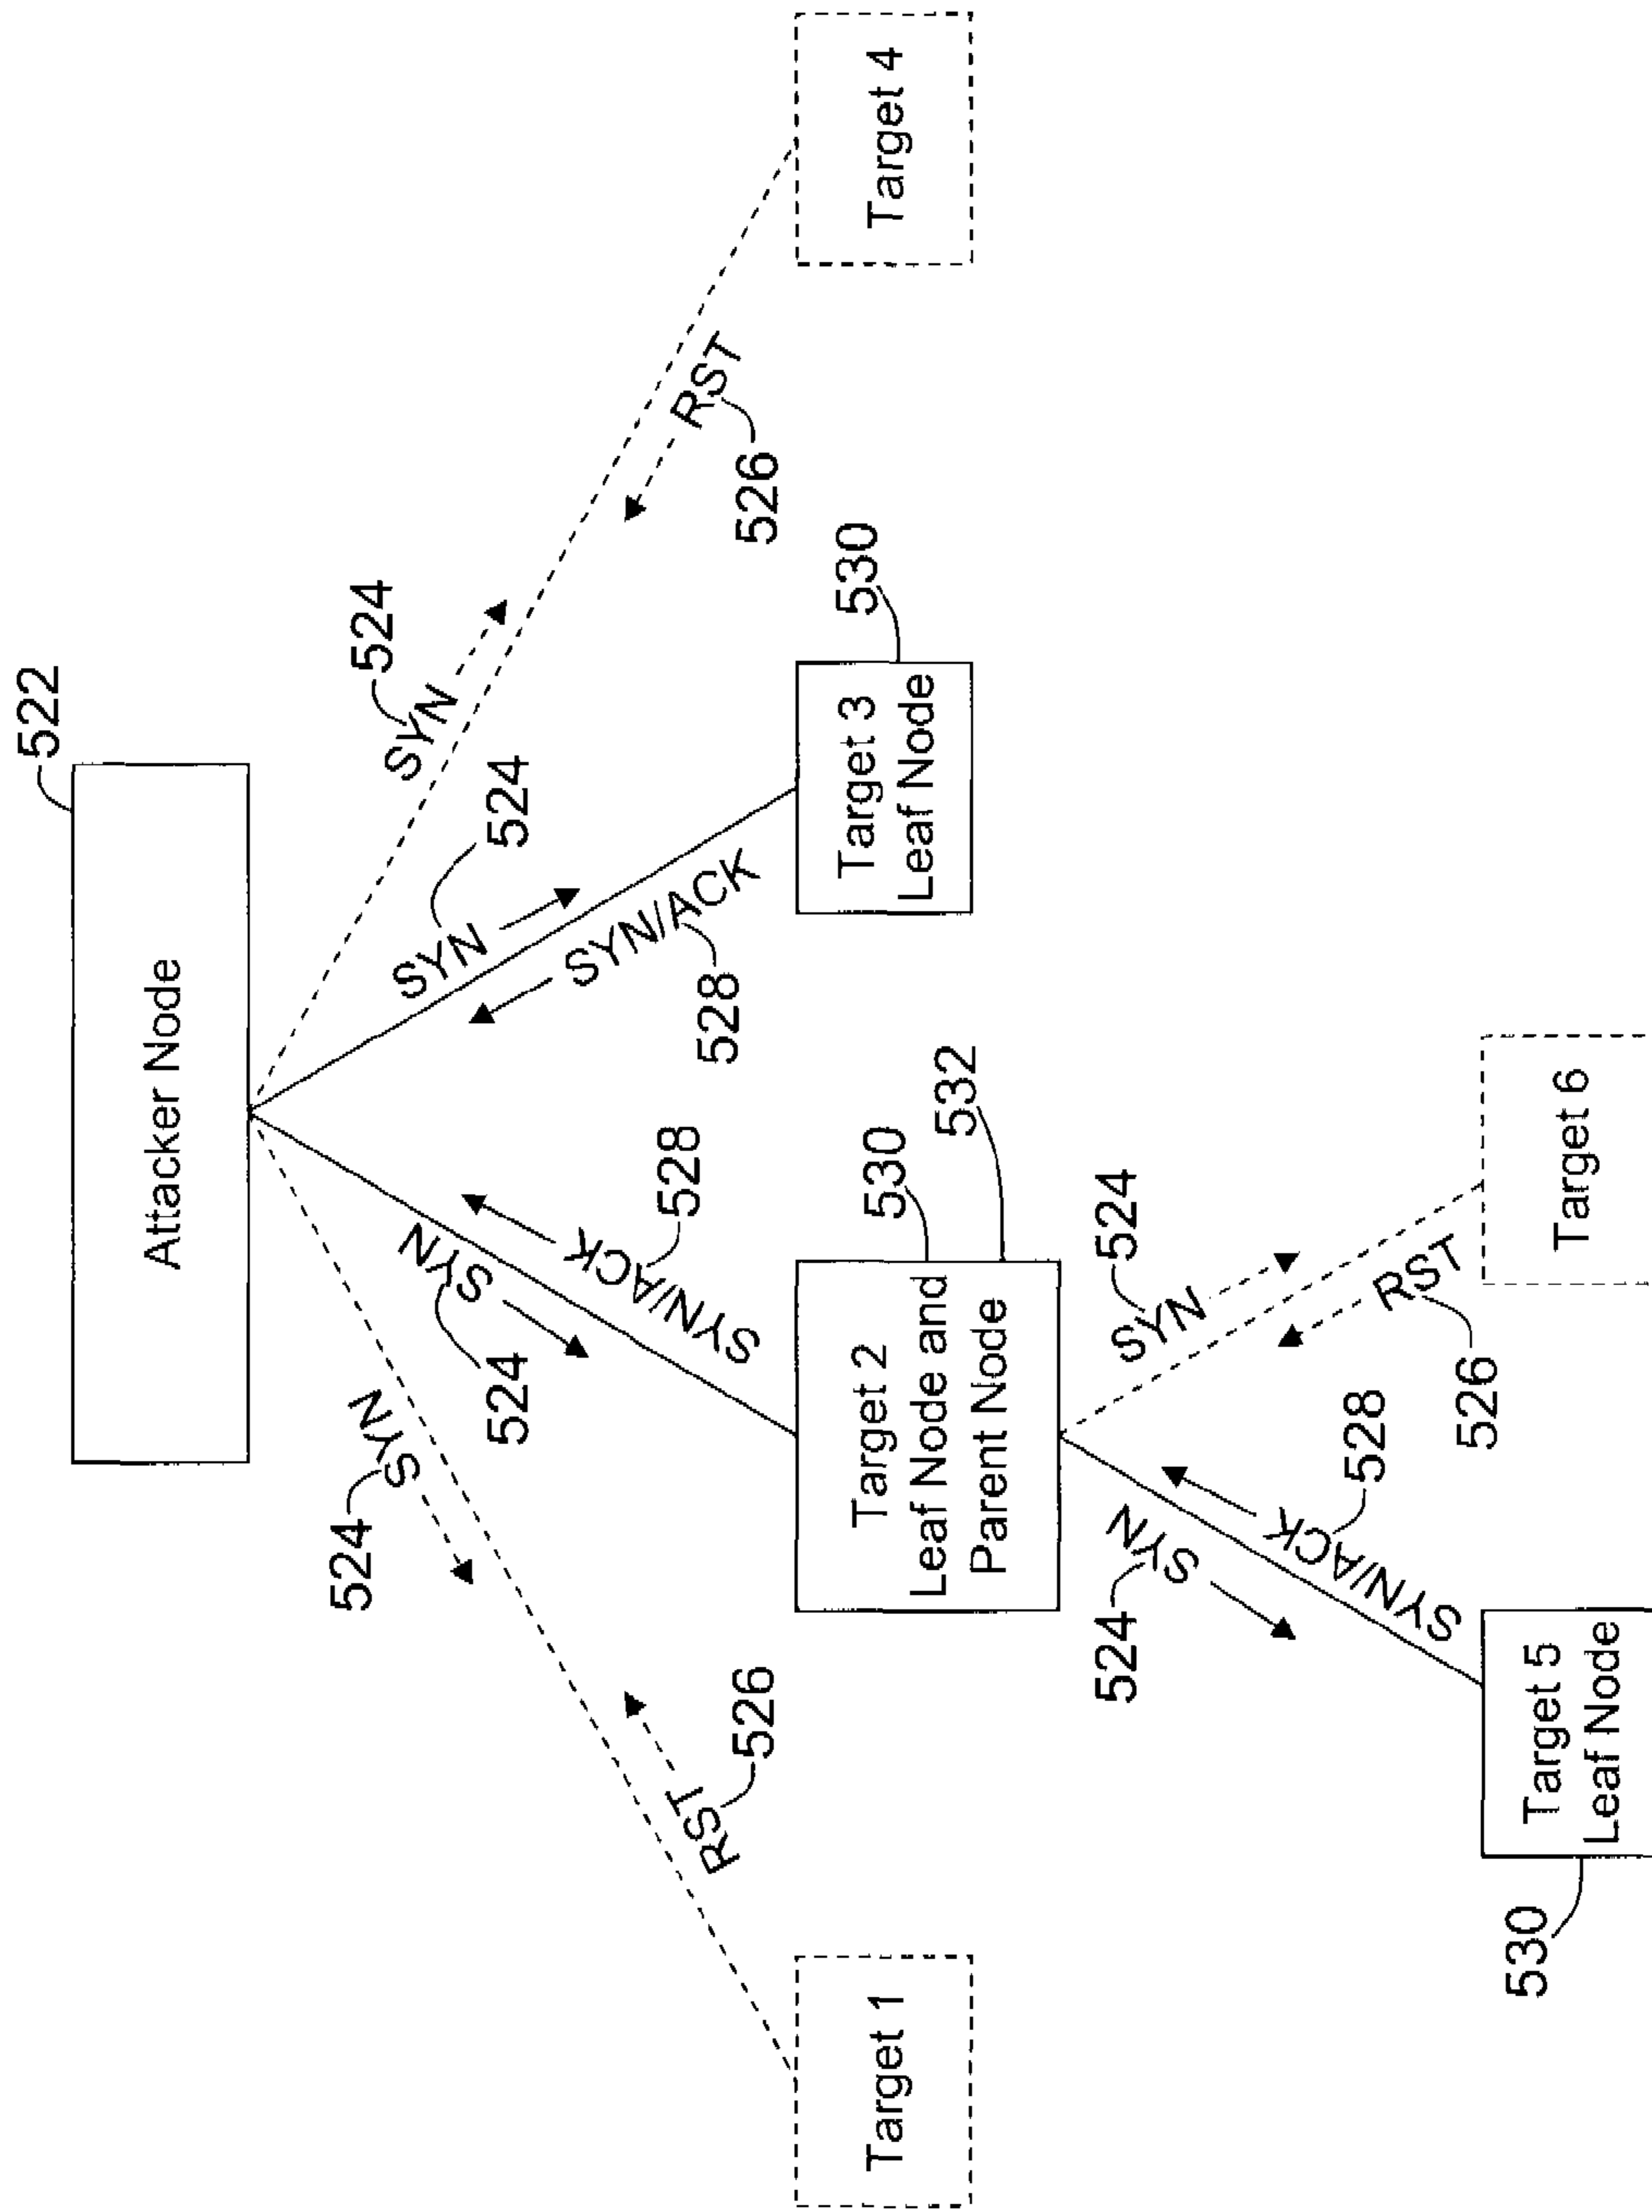 522
Attacker Node
524
SYN
SYN
524
SYN
524
SYN
524
SYN/ACK
528
SYN/ACK
528
RST
526
RST
526
Target 1
Target 2
Leaf Node and
Parent Node
530
532
Target 3
Leaf Node
530
Target 4
SYN
524
SYN/ACK
528
SYN
524
RST
526
Target 5
Leaf Node
530
Target 6